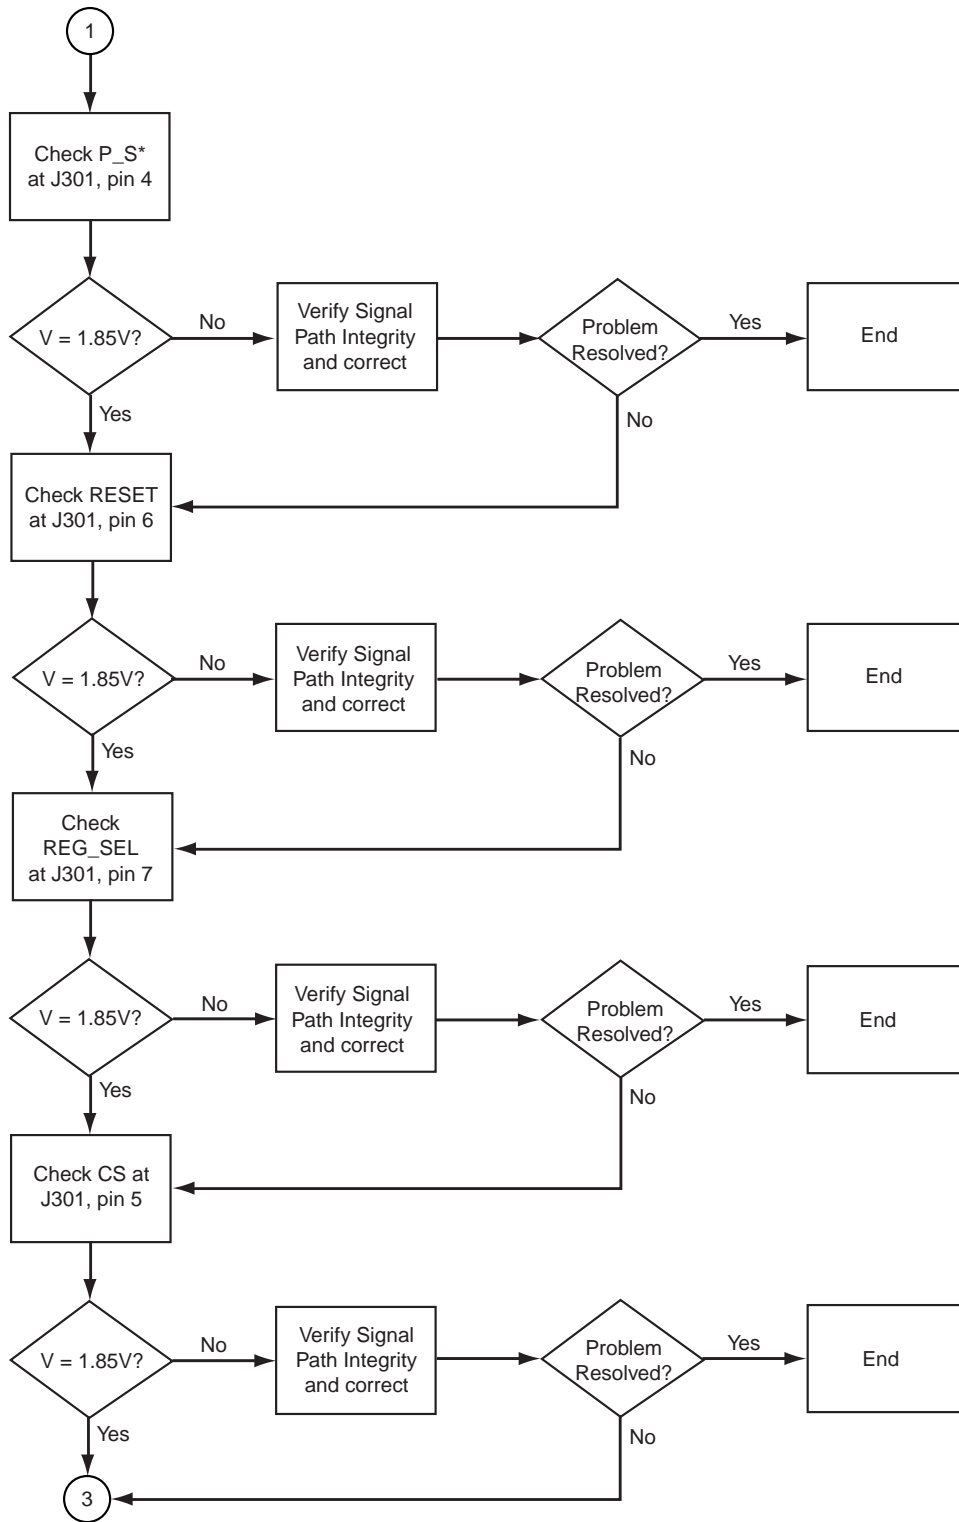 1
Check P_S*
at J301, pin 4
V = 1.85V?
No
Verify Signal
Path Integrity
and correct
Problem
Resolved?
Yes
End
Yes
No
Check RESET
at J301, pin 6
V = 1.85V?
No
Verify Signal
Path Integrity
and correct
Problem
Resolved?
Yes
End
Yes
No
Check
REG_SEL
at J301, pin 7
V = 1.85V?
No
Verify Signal
Path Integrity
and correct
Problem
Resolved?
Yes
End
Yes
No
Check CS at
J301, pin 5
V = 1.85V?
No
Verify Signal
Path Integrity
and correct
Problem
Resolved?
Yes
End
Yes
No
3